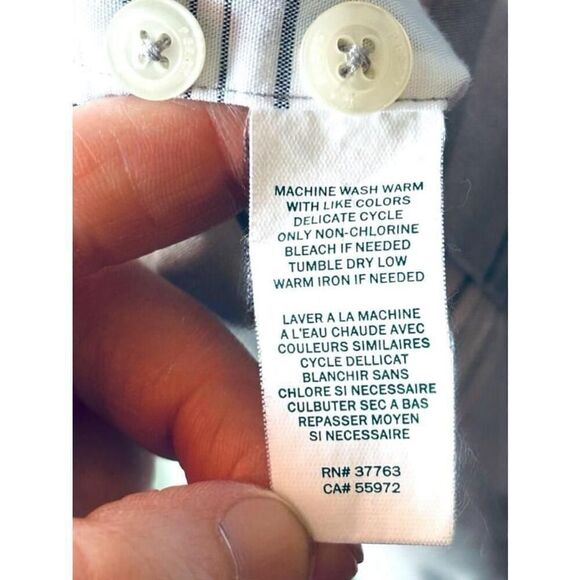 MACHINE WASH WARM
WITH LIKE COLORS
DELICATE CYCLE
ONLY NON-CHLORINE
BLEACH IF NEEDED
TUMBLE DRY LOW
WARM IRON IF NEEDED
LAVER A LA MACHINE
A L'EAU CHAUDE AVEC
COULEURS SIMILAIRES
CYCLE DELLICAT
BLANCHIR SANS
CHLORE SI NECESSAIRE
CULBUTER SEC A BAS
REPASSER MOYEN
SI NECESSAIRE
RN# 37763
CA# 55972